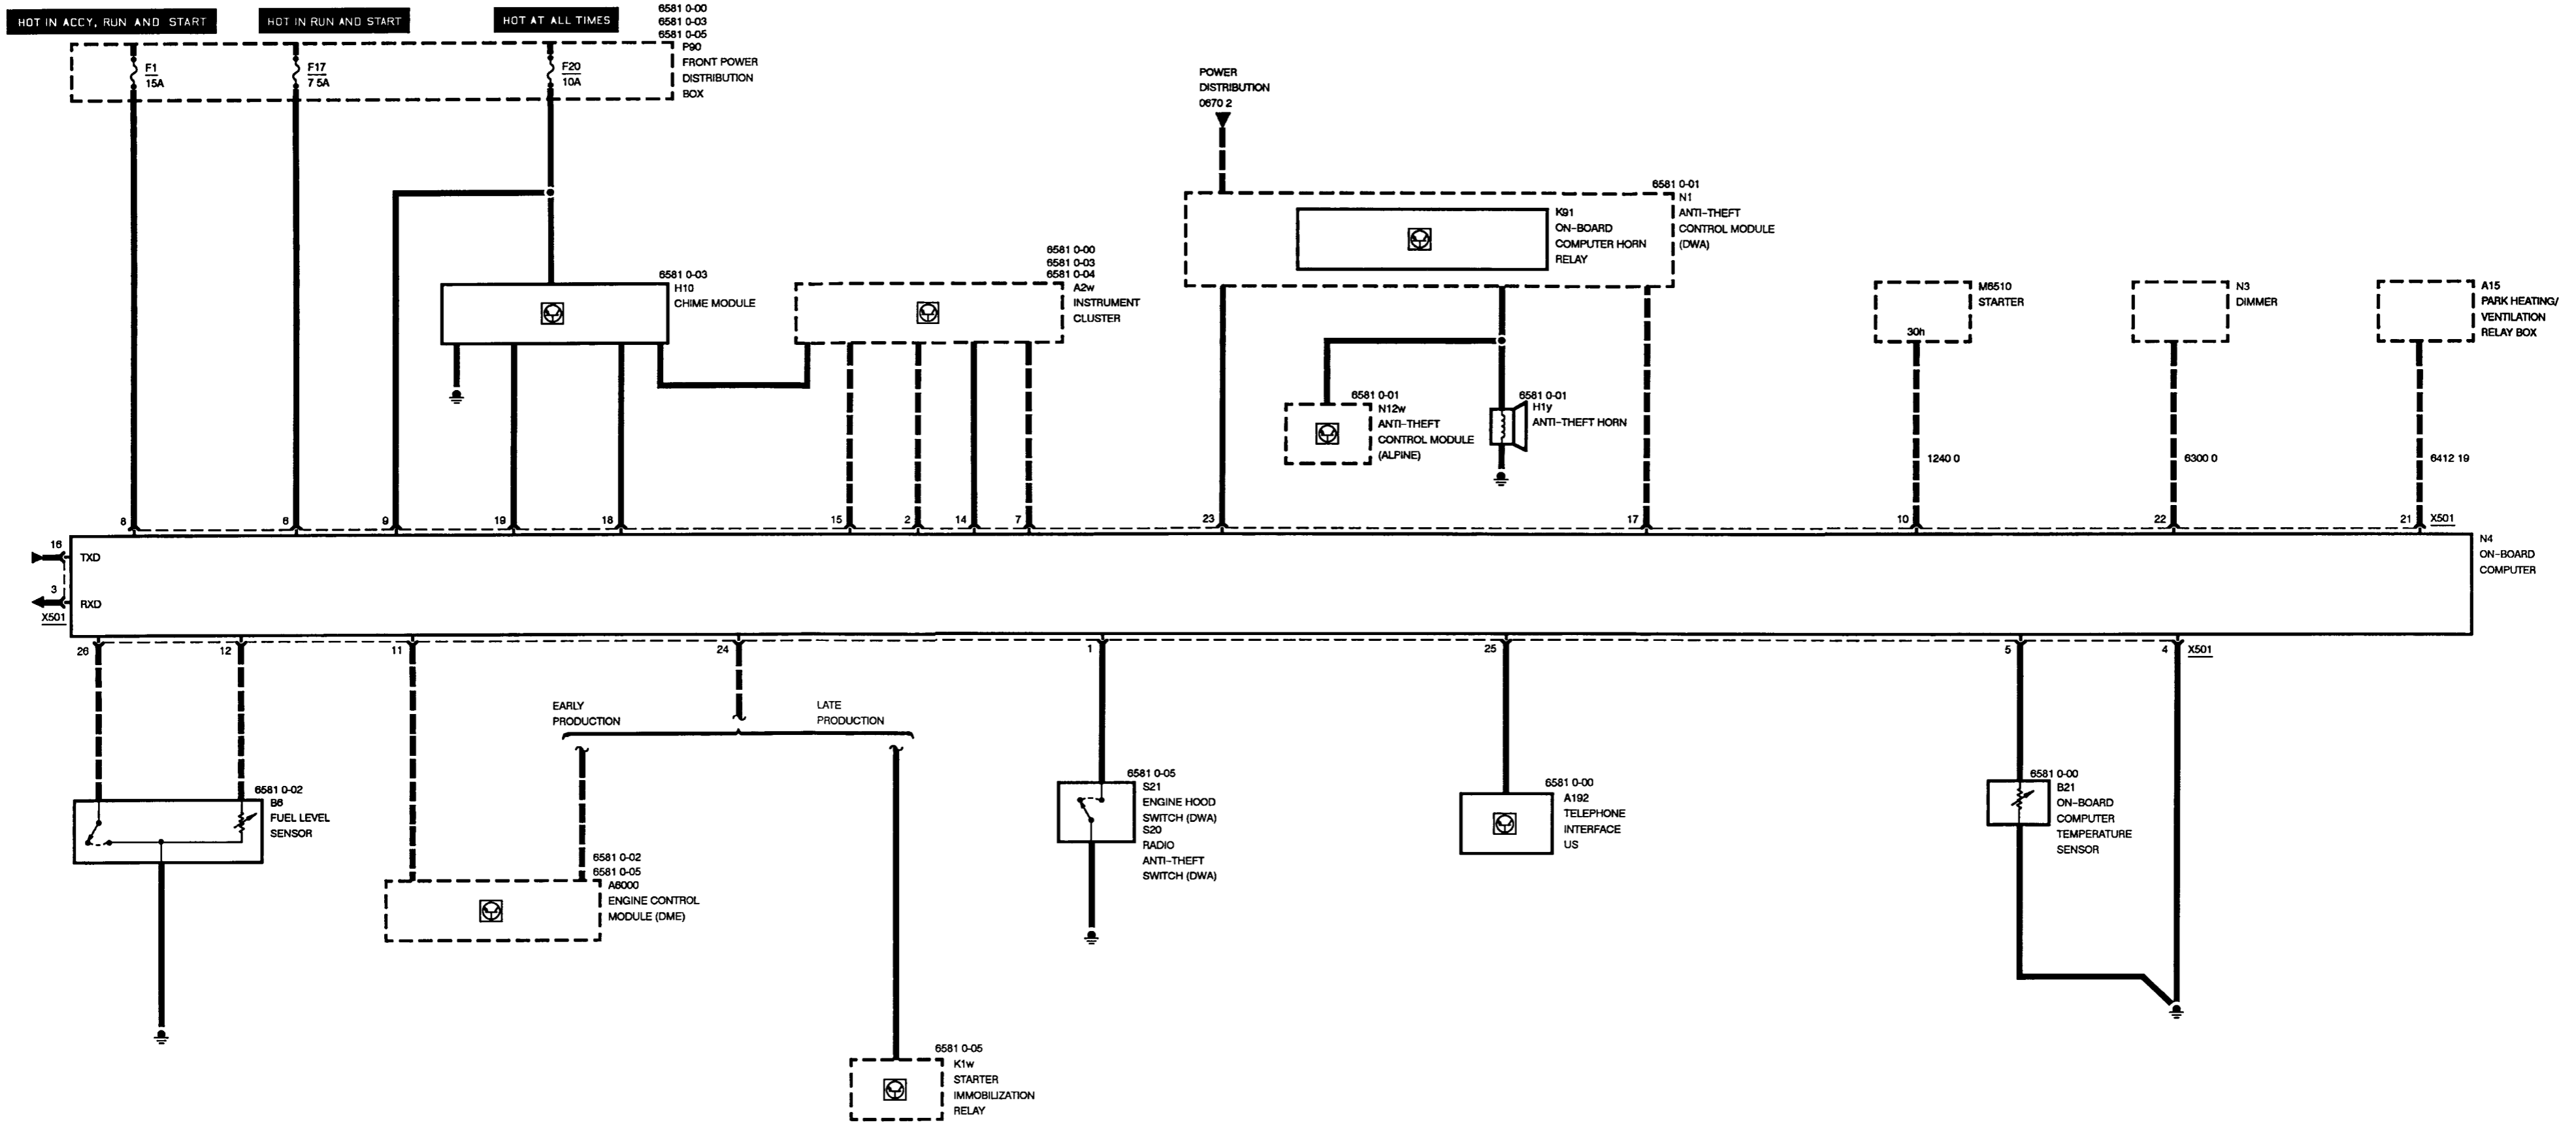 HOT IN ACCY, RUN AND START
HOT IN RUN AND START
HOT AT ALL TIMES
6581 0-00
6581 0-03
6581 0-05
P90
FRONT POWER
DISTRIBUTION
BOX
F1
15A
F17
7 5A
F20
10A
POWER
DISTRIBUTION
0670 2
6581 0-01
N1
ANTI-THEFT
CONTROL MODULE
(DWA)
K91
ON-BOARD
COMPUTER HORN
RELAY
6581 0-03
H10
CHIME MODULE
6581 0-00
6581 0-03
6581 0-04
A2w
INSTRUMENT
CLUSTER
M6510
STARTER
30h
N3
DIMMER
A15
PARK HEATING/
VENTILATION
RELAY BOX
6581 0-01
N12w
ANTI-THEFT
CONTROL MODULE
(ALPINE)
6581 0-01
H1y
ANTI-THEFT HORN
1240 0
6300 0
6412 19
8
6
9
19
18
15
2
14
7
23
17
10
22
21
X501
16
TXD
3
RXD
X501
N4
ON-BOARD
COMPUTER
26
12
11
24
1
25
5
4
X501
EARLY
PRODUCTION
LATE
PRODUCTION
6581 0-02
B6
FUEL LEVEL
SENSOR
6581 0-02
6581 0-05
A6000
ENGINE CONTROL
MODULE (DME)
6581 0-05
S21
ENGINE HOOD
SWITCH (DWA)
S20
RADIO
ANTI-THEFT
SWITCH (DWA)
6581 0-00
A192
TELEPHONE
INTERFACE
US
6581 0-00
B21
ON-BOARD
COMPUTER
TEMPERATURE
SENSOR
6581 0-05
K1w
STARTER
IMMOBILIZATION
RELAY